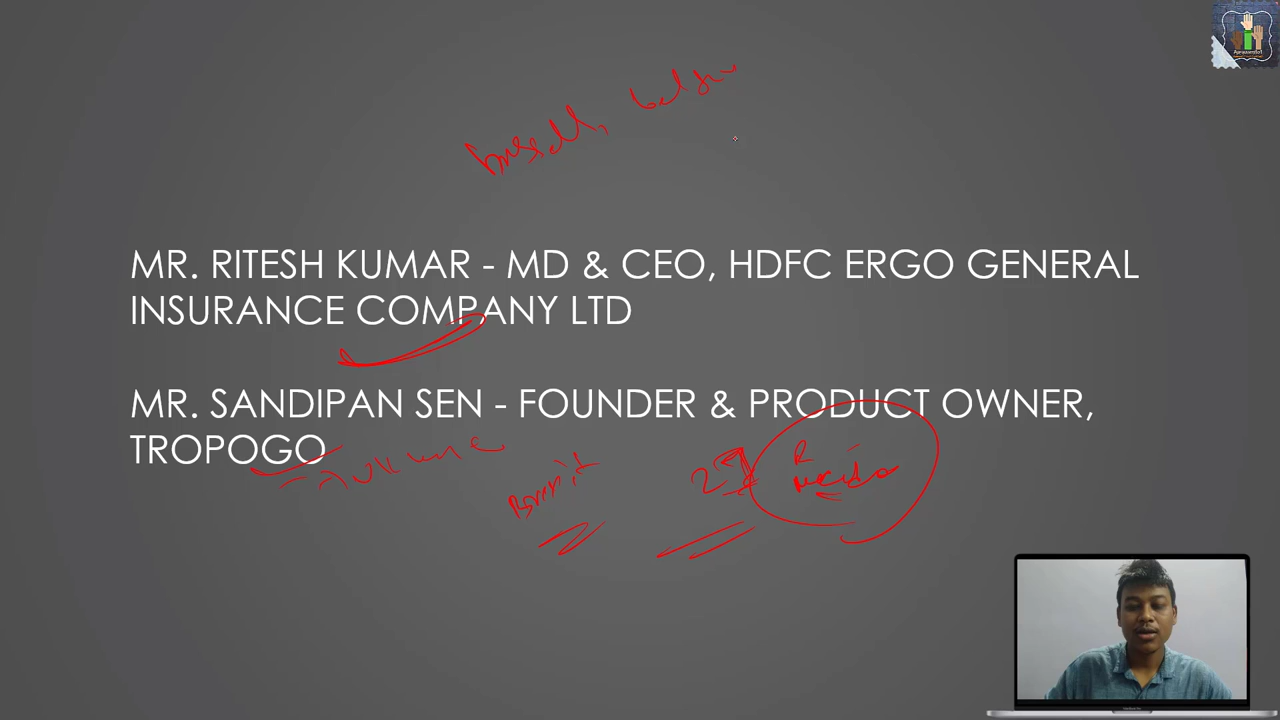 MR. RITESH KUMAR - MD & CEO, HDFC ERGO GENERAL
INSURANCE COMPANY LTD
MR. SANDIPAN SEN - FOUNDER & PRODUCT OWNER,
TROPOGO